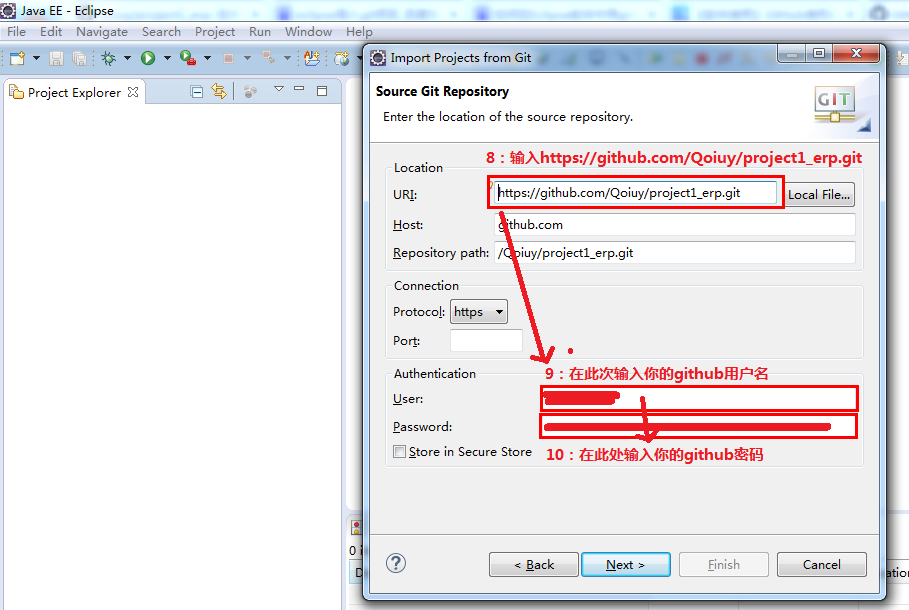 Java EE - Eclipse
File Edit Navigate Search Project Run Window Help
Project Explorer
Import Projects from Git
Source Git Repository
Enter the location of the source repository.
GIT
8：输入https://github.com/Qoiuy/project1_erp.git
Location
URI: https://github.com/Qoiuy/project1_erp.git Local File...
Host: github.com
Repository path: /Qoiuy/project1_erp.git
Connection
Protocol: https
Port:
9：在此次输入你的github用户名
Authentication
User:
Password:
Store in Secure Store
10：在此处输入你的github密码
0 i
D
ation
? < Back Next > Finish Cancel